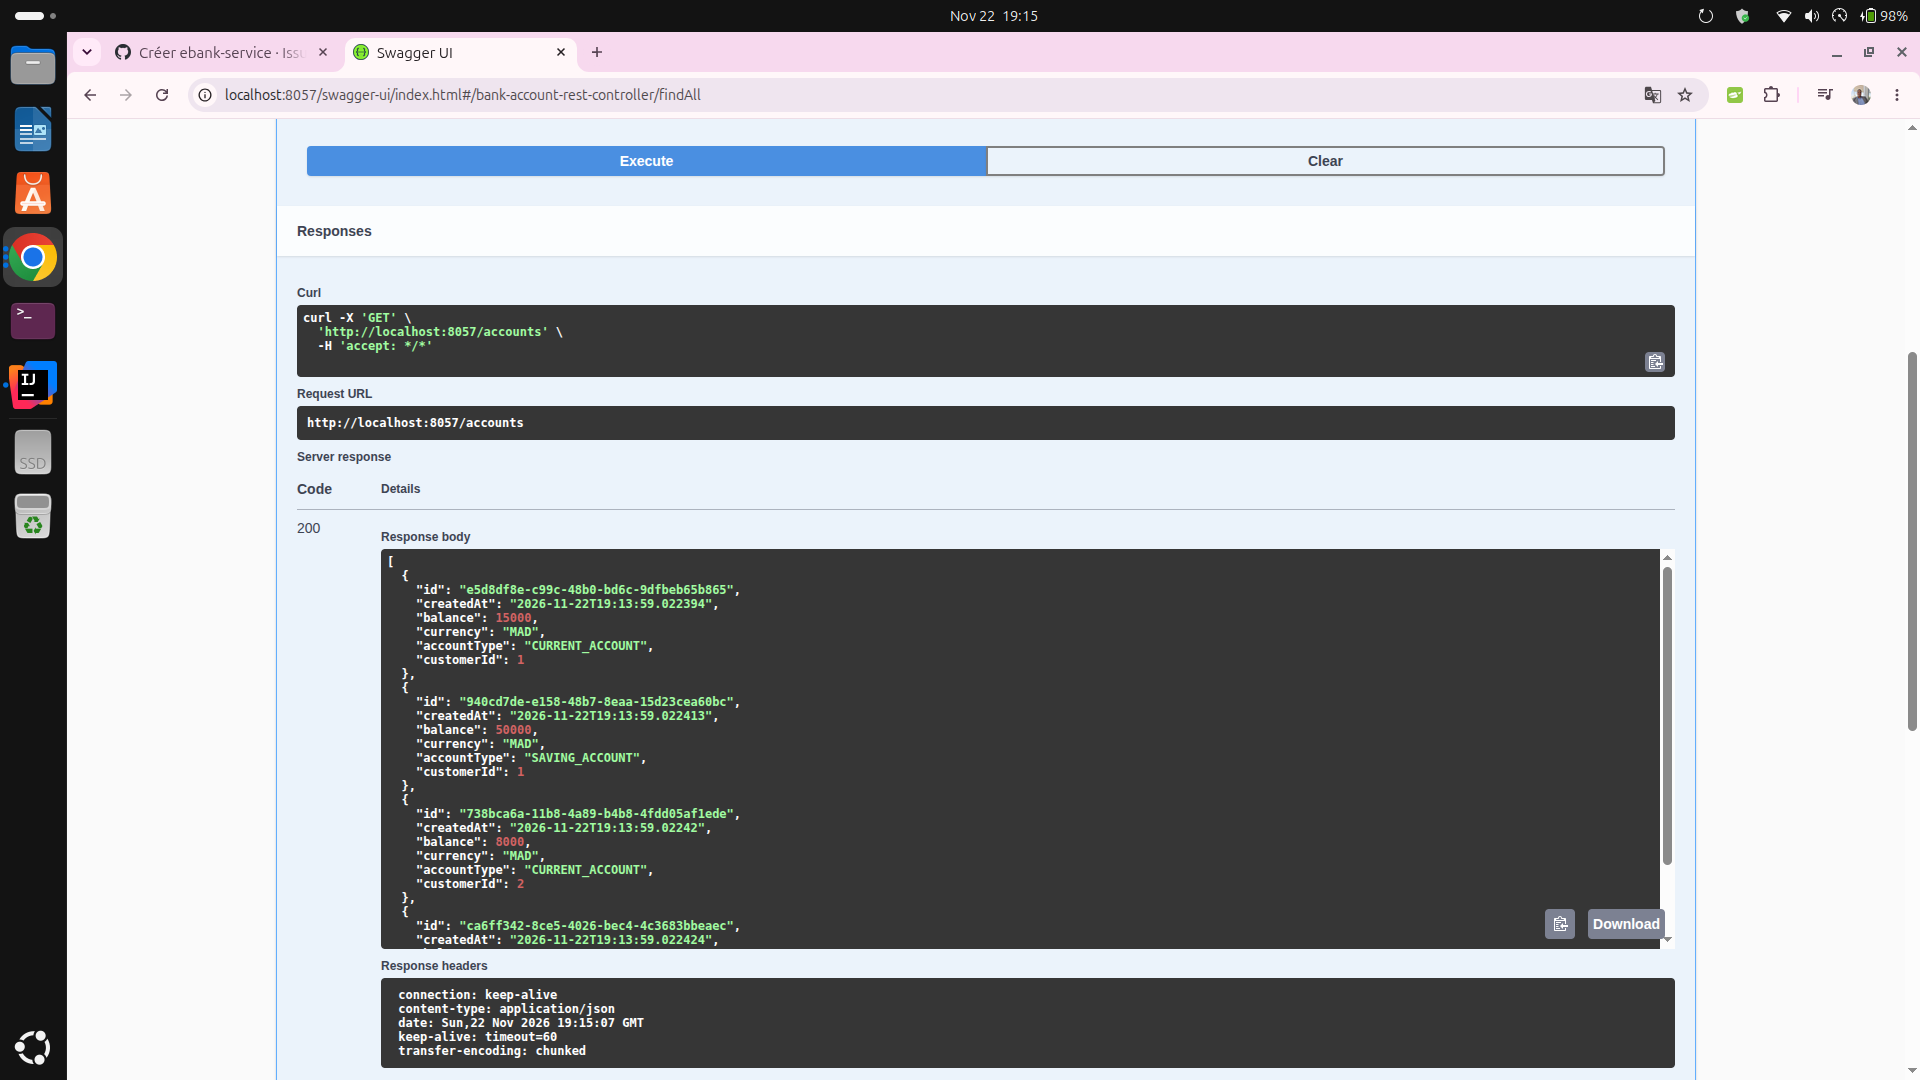 Nov 22 19:15
98%
Créer ebank-service · Iss
Swagger UI
localhost:8057/swagger-ui/index.html#/bank-account-rest-controller/findAll
Execute
Clear
Responses
Curl
curl -X 'GET' \
'http://localhost:8057/accounts' \
-H 'accept: */*'
Request URL
http://localhost:8057/accounts
Server response
Code
Details
200
Response body
[
{
"id": "e5d8df8e-c99c-48b0-bd6c-9dfbeb65b865",
"createdAt": "2026-11-22T19:13:59.022394",
"balance": 15000,
"currency": "MAD",
"accountType": "CURRENT_ACCOUNT",
"customerId": 1
},
{
"id": "940cd7de-e158-48b7-8eaa-15d23cea60bc",
"createdAt": "2026-11-22T19:13:59.022413",
"balance": 50000,
"currency": "MAD",
"accountType": "SAVING_ACCOUNT",
"customerId": 1
},
{
"id": "738bca6a-11b8-4a89-b4b8-4fdd05af1ede",
"createdAt": "2026-11-22T19:13:59.02242",
"balance": 8000,
"currency": "MAD",
"accountType": "CURRENT_ACCOUNT",
"customerId": 2
},
{
"id": "ca6ff342-8ce5-4026-bec4-4c3683bbeaec",
"createdAt": "2026-11-22T19:13:59.022424",
Download
Response headers
connection: keep-alive
content-type: application/json
date: Sun,22 Nov 2026 19:15:07 GMT
keep-alive: timeout=60
transfer-encoding: chunked
>_
IJ
SSD